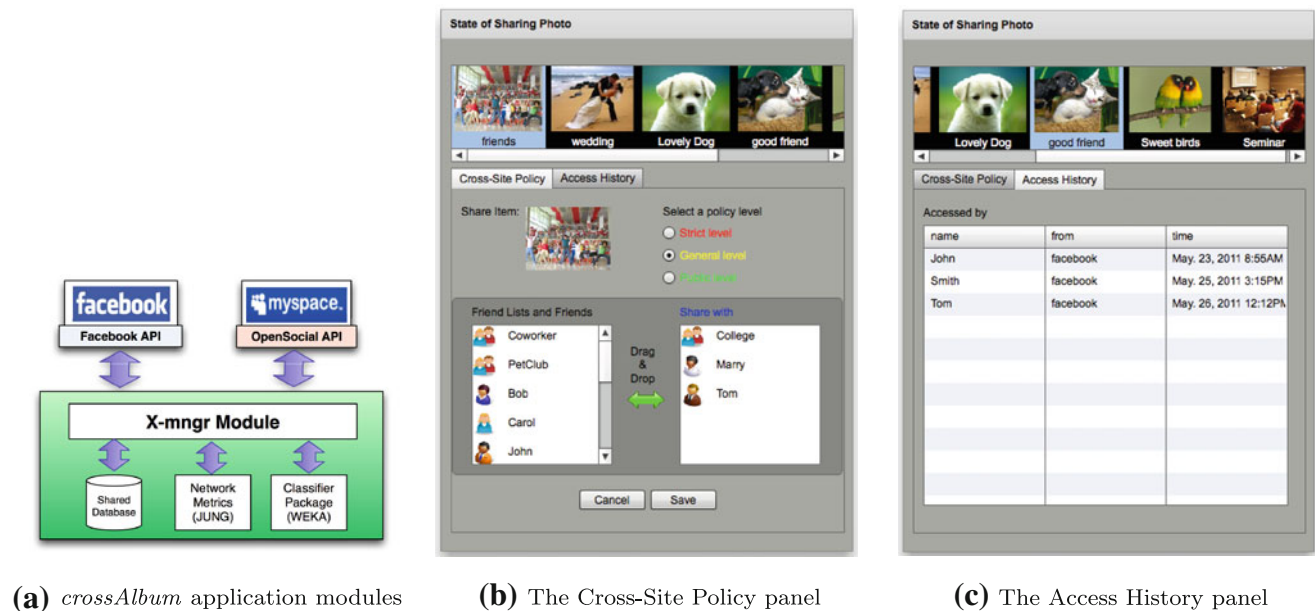 facebook
Facebook API
myspace.
OpenSocial API
X-mngr Module
Shared
Database
Network
Metrics
(JUNG)
Classifier
Package
(WEKA)
(a) crossAlbum application modules
State of Sharing Photo
friends
wedding
Lovely Dog
good friend
Cross-Site Policy
Access History
Share Item:
Select a policy level
Strict level
General level
Public level
Friend Lists and Friends
Share with
Coworker
PetClub
Bob
Carol
John
Drag
&
Drop
College
Marry
Tom
Cancel
Save
(b) The Cross-Site Policy panel
State of Sharing Photo
Lovely Dog
good friend
Sweet birds
Seminar
Cross-Site Policy
Access History
Accessed by
name from time
John facebook May. 23, 2011 8:55AM
Smith facebook May. 25, 2011 3:15PM
Tom facebook May. 26, 2011 12:12PM
(c) The Access History panel